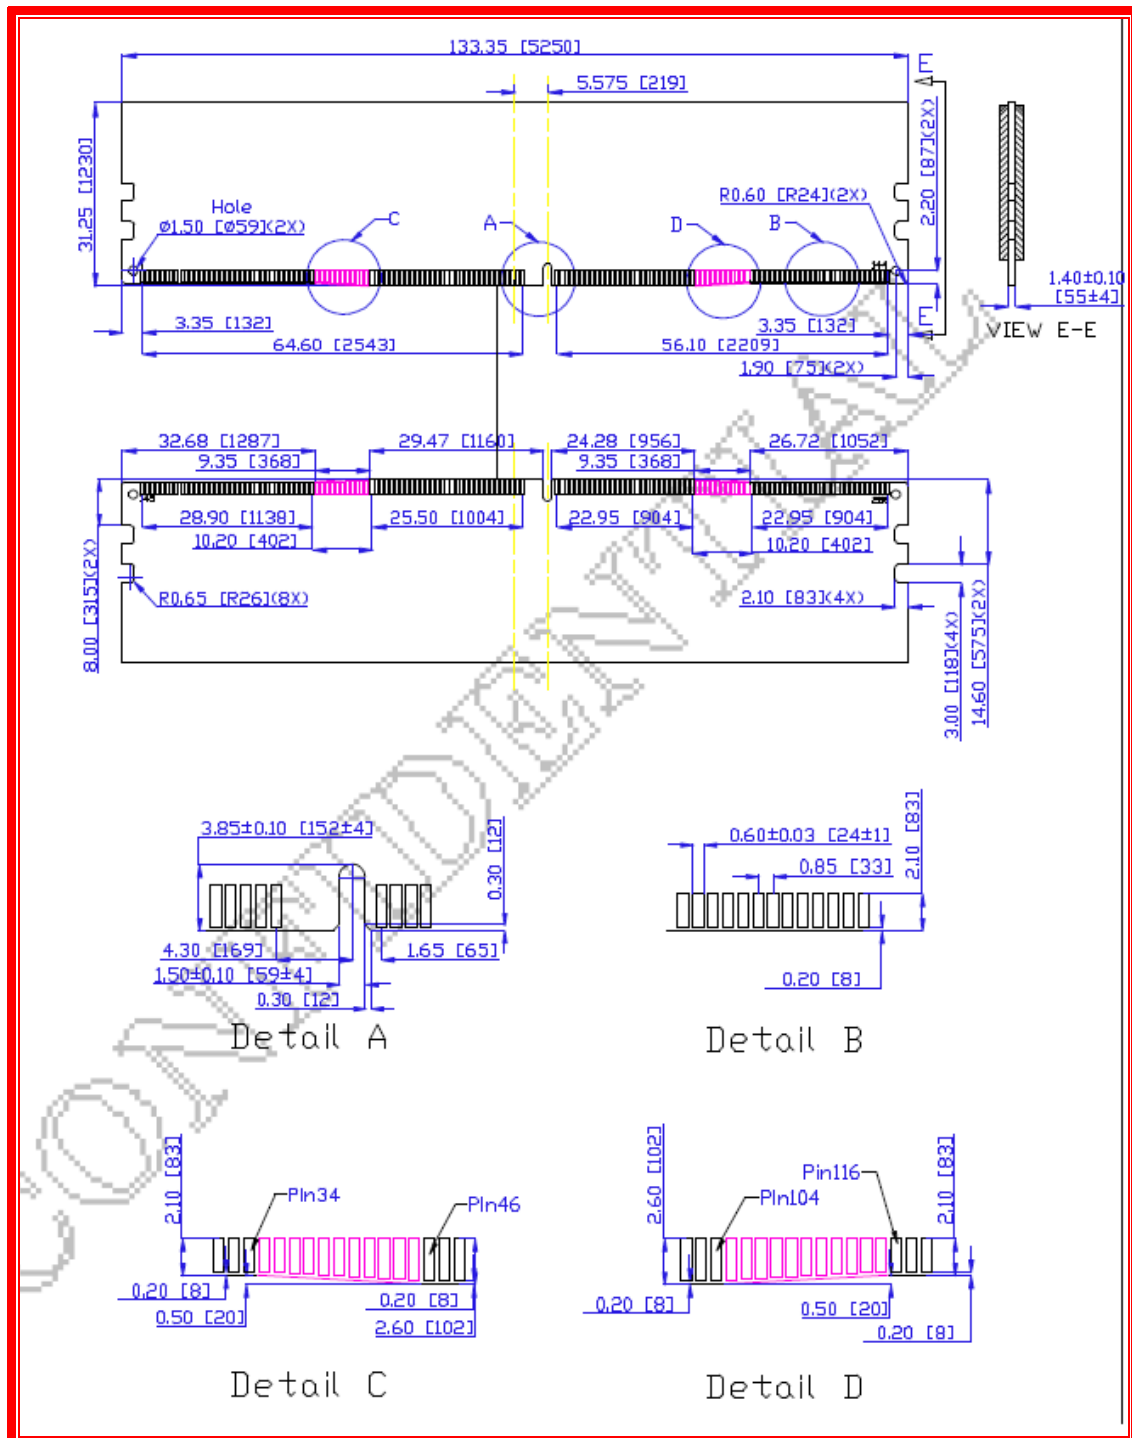 133.35 [5250]
5.575 [219]
E
31.25 [1230]
2.20 [87](2X)
Hole
Ø1.50 [Ø59](2X)
C
A
D
B
R0.60 [R24](2X)
1
144
1.40±0.10
[55±4]
E
VIEW E-E
3.35 [132]
3.35 [132]
64.60 [2543]
56.10 [2209]
1.90 [75](2X)
32.68 [1287]
29.47 [1160]
24.28 [956]
26.72 [1052]
9.35 [368]
9.35 [368]
145
288
28.90 [1138]
25.50 [1004]
22.95 [904]
22.95 [904]
10.20 [402]
10.20 [402]
8.00 [315](2X)
R0.65 [R26](8X)
2.10 [83](4X)
3.00 [118](4X)
14.60 [575](2X)
3.85±0.10 [152±4]
0.30 [12]
4.30 [169]
1.65 [65]
1.50±0.10 [59±4]
0.30 [12]
Detail A
0.60±0.03 [24±1]
0.85 [33]
2.10 [83]
0.20 [8]
Detail B
2.10 [83]
PIn34
PIn46
0.20 [8]
0.50 [20]
0.20 [8]
2.60 [102]
Detail C
2.60 [102]
Pin116
PIn104
2.10 [83]
0.20 [8]
0.50 [20]
0.20 [8]
Detail D
CONFIDENTIAL